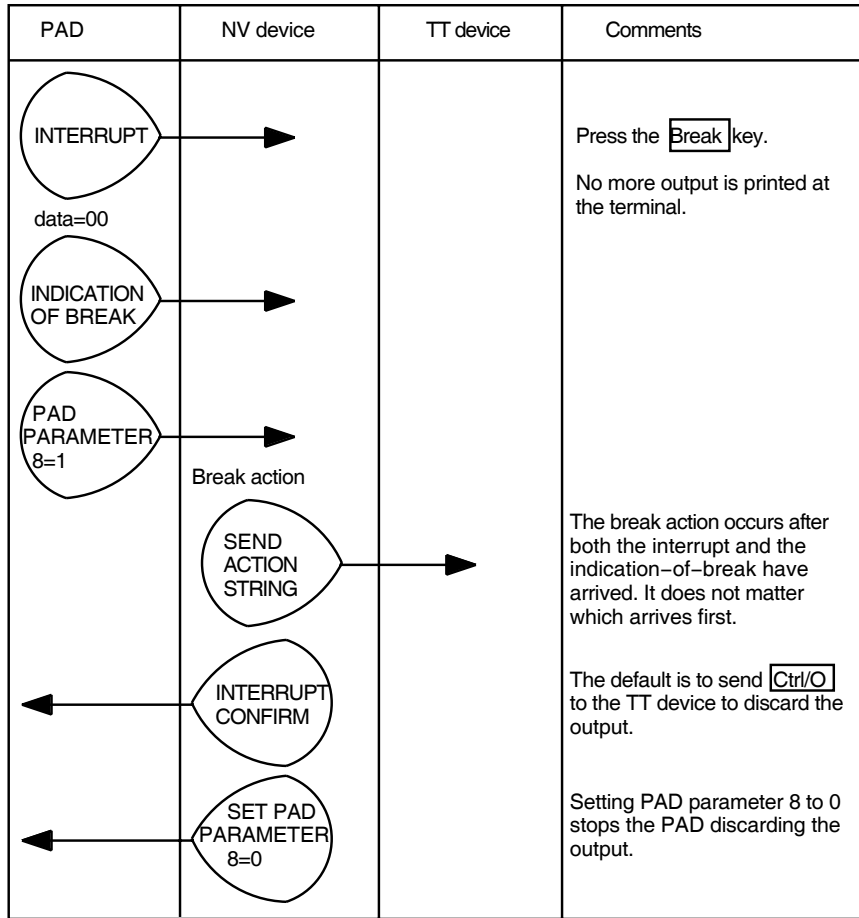 PAD NV device TT device Comments
INTERRUPT
Press the Break key.
No more output is printed at
the terminal.
data=00
INDICATION
OF BREAK
PAD
PARAMETER
8=1
Break action
SEND
ACTION
STRING
The break action occurs after
both the interrupt and the
indication−of−break have
arrived. It does not matter
which arrives first.
INTERRUPT
CONFIRM
The default is to send Ctrl/O
to the TT device to discard the
output.
SET PAD
PARAMETER
8=0
Setting PAD parameter 8 to 0
stops the PAD discarding the
output.